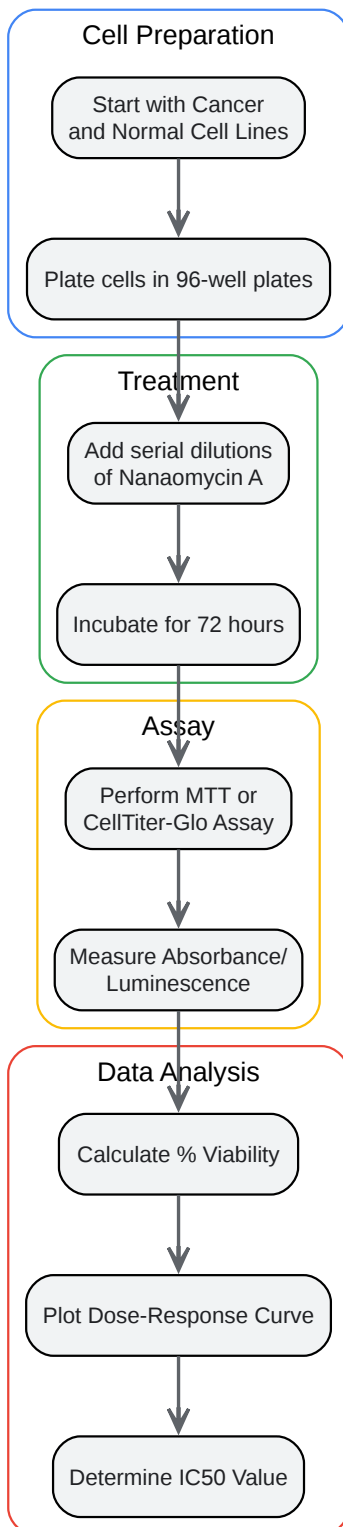 Cell Preparation
Start with Cancer
and Normal Cell Lines
Plate cells in 96-well plates
Treatment
Add serial dilutions
of Nanaomycin A
Incubate for 72 hours
Assay
Perform MTT or
CellTiter-Glo Assay
Measure Absorbance/
Luminescence
Data Analysis
Calculate % Viability
Plot Dose-Response Curve
Determine IC50 Value